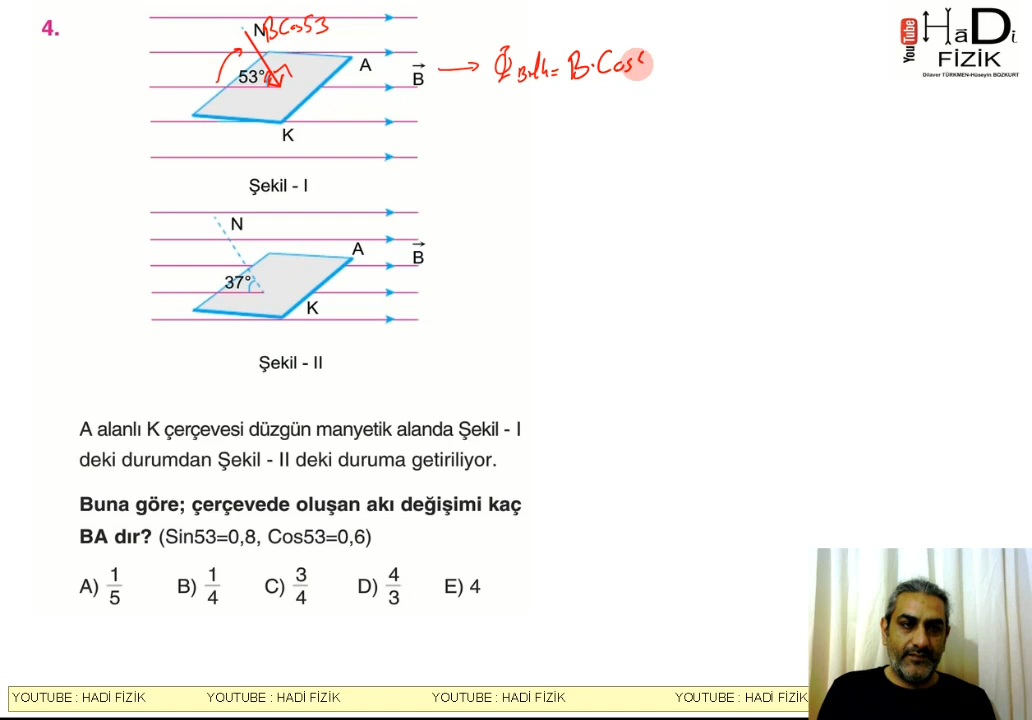 4.
N BCos53
53°
A
B
K
Φ = B.Cos
Şekil - I
N
A
B
37°
K
Şekil - II
A alanlı K çerçevesi düzgün manyetik alanda Şekil - I
deki durumdan Şekil - II deki duruma getiriliyor.
Buna göre; çerçevede oluşan akı değişimi kaç
BA dır? (Sin53=0,8, Cos53=0,6)
A) 1/5 B) 1/4 C) 3/4 D) 4/3 E) 4
YouTube HaDi
FİZİK
Dilaver TÜRKMEN-Hüseyin BOZKURT
YOUTUBE : HADİ FİZİK YOUTUBE : HADİ FİZİK YOUTUBE : HADİ FİZİK YOUTUBE : HADİ FİZİK